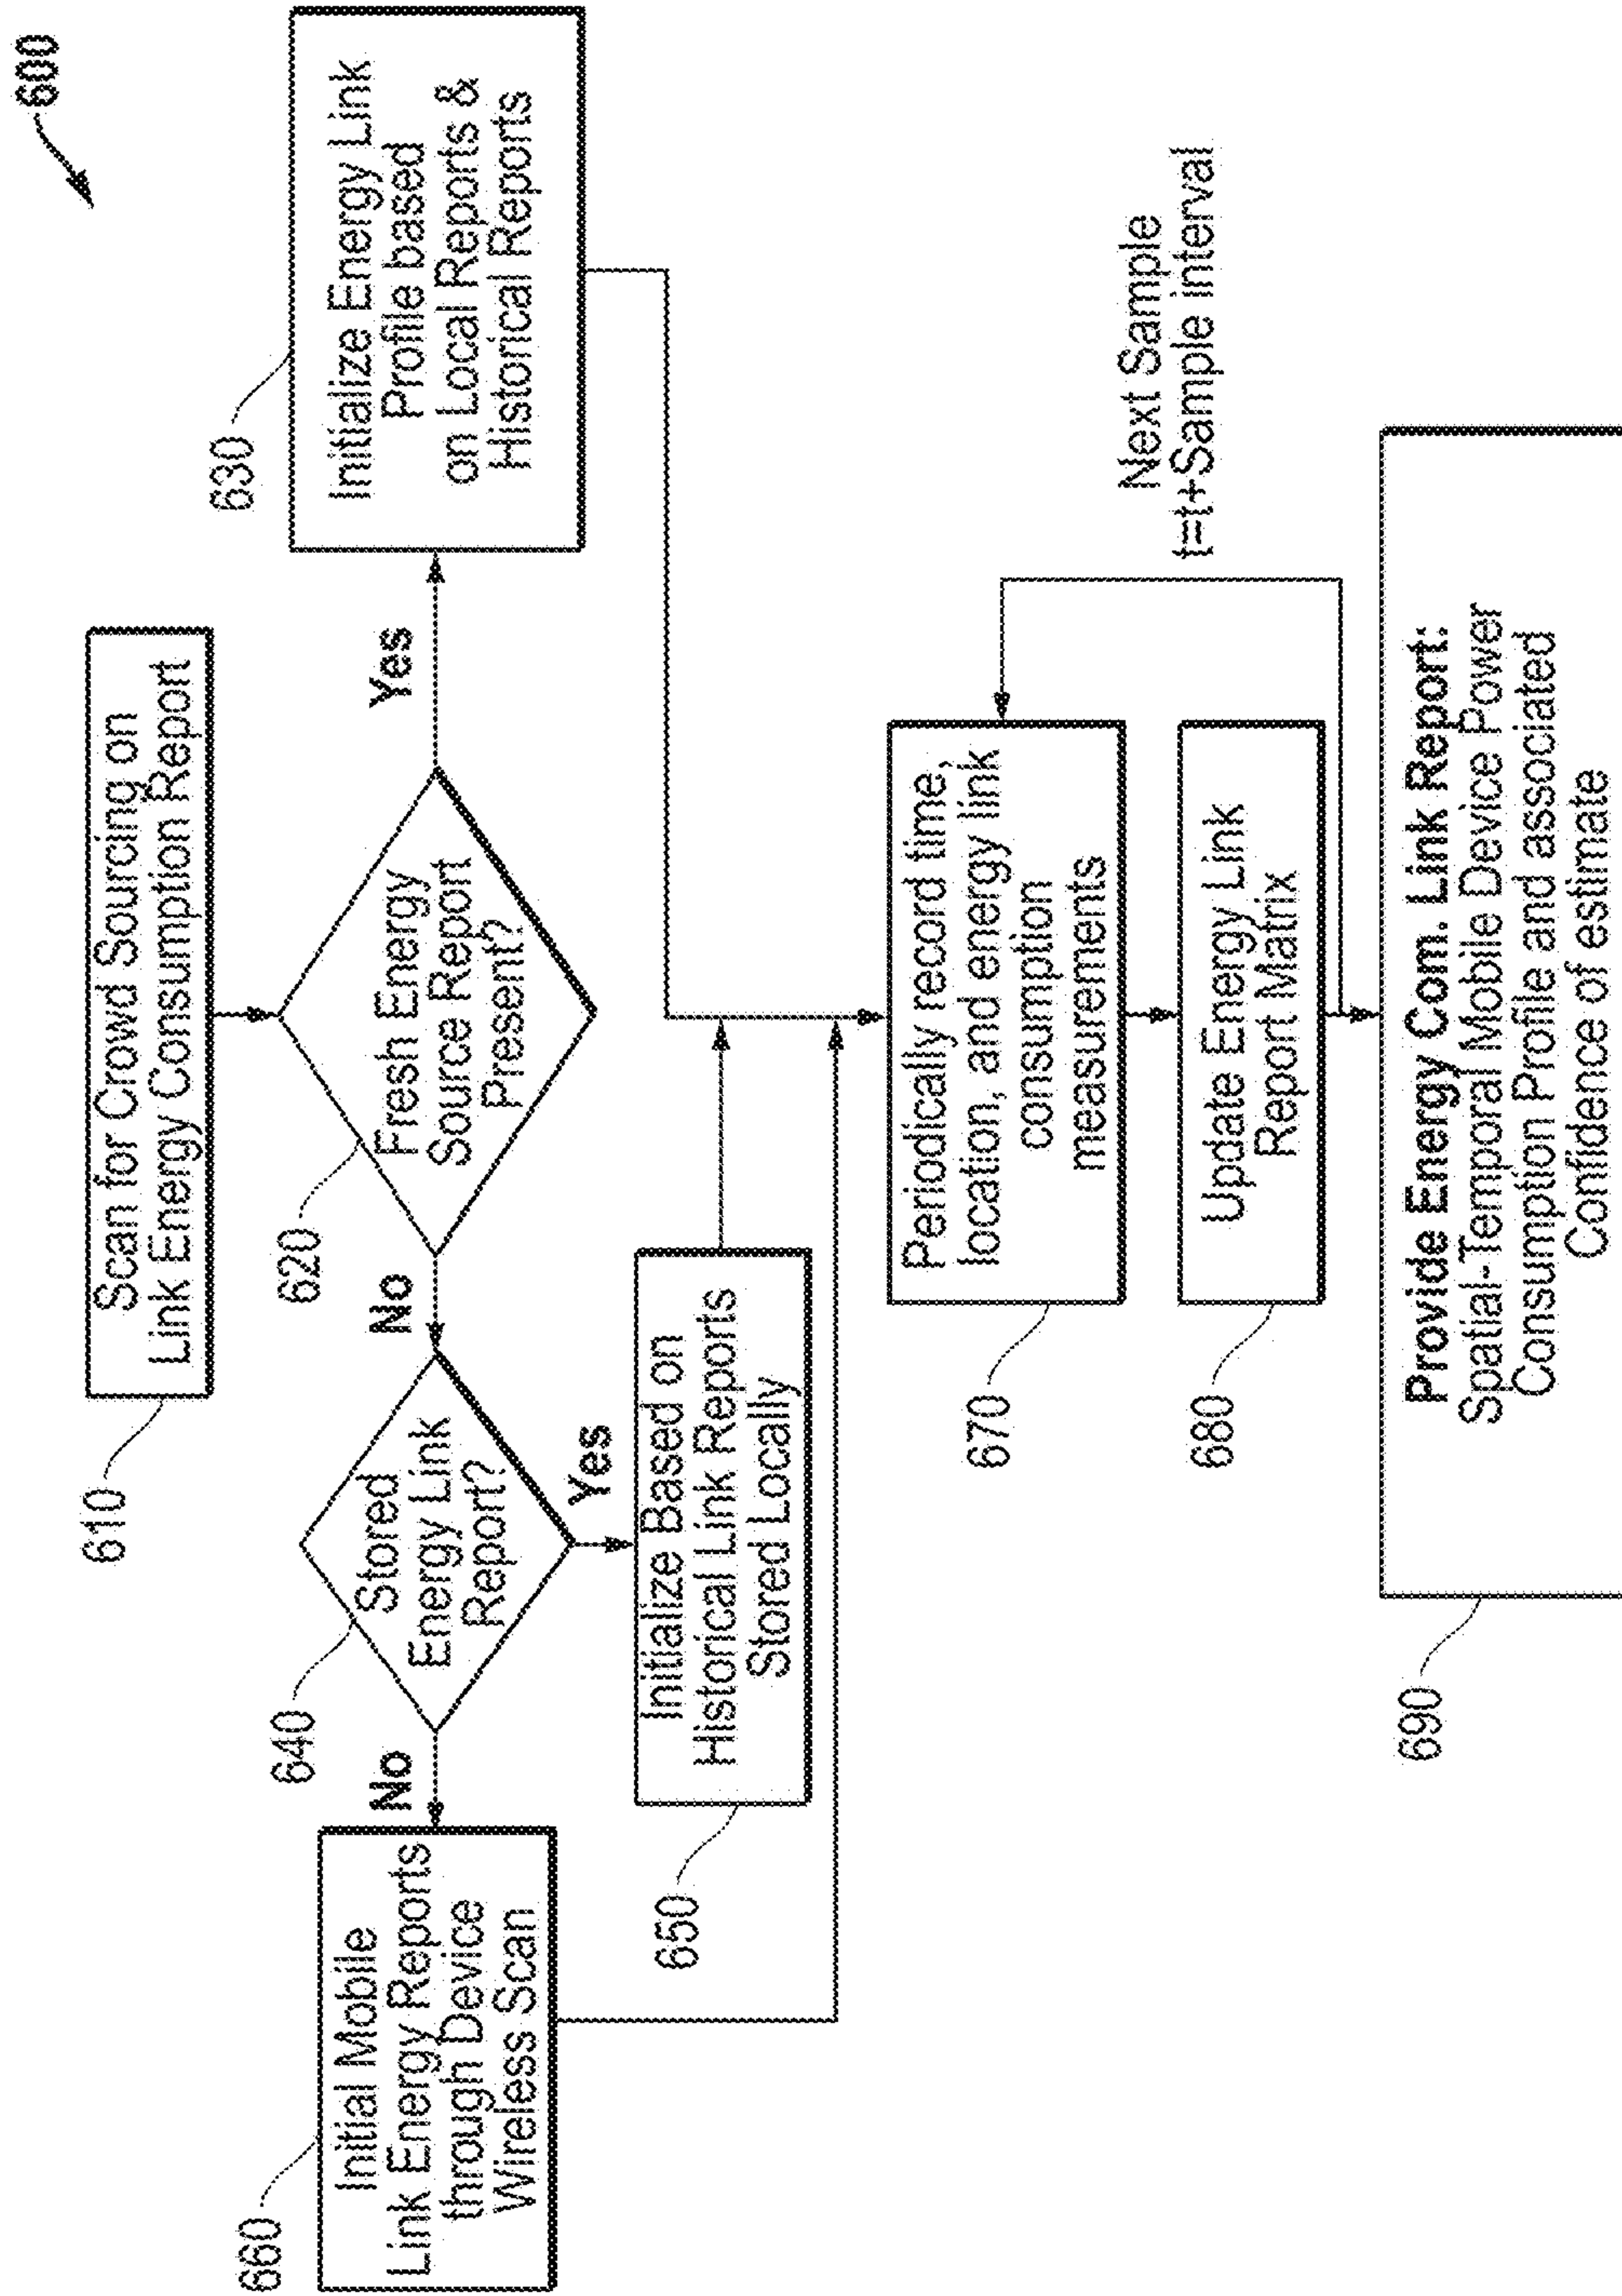 600
610
Scan for Crowd Sourcing on
Link Energy Consumption Report
620
Fresh Energy
Source Report
Present?
Yes
No
630
Initialize Energy Link
Profile based
on Local Reports &
Historical Reports
640
Stored
Energy Link
Report?
No
Yes
660
Initial Mobile
Link Energy Reports
through Device
Wireless Scan
650
Initialize Based on
Historical Link Reports
Stored Locally
670
Periodically record time,
location, and energy link
consumption
measurements
Next Sample
t=t+Sample interval
680
Update Energy Link
Report Matrix
690
Provide Energy Com. Link Report:
Spatial-Temporal Mobile Device Power
Consumption Profile and associated
Confidence of estimate